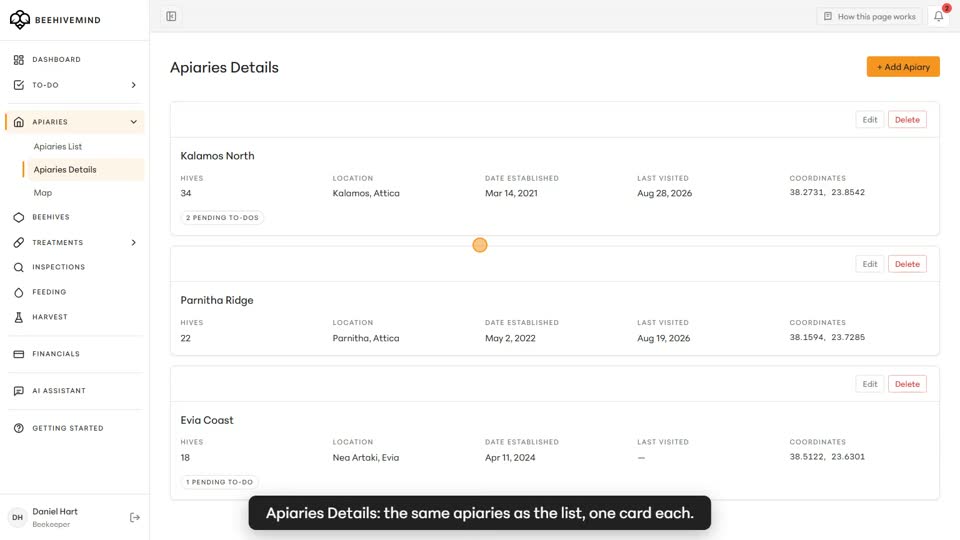 BEEHIVEMIND
How this page works
2
DASHBOARD
TO-DO
APIARIES
Apiaries List
Apiaries Details
Map
BEEHIVES
TREATMENTS
INSPECTIONS
FEEDING
HARVEST
FINANCIALS
AI ASSISTANT
GETTING STARTED
DH
Daniel Hart
Beekeeper
Apiaries Details
+ Add Apiary
Edit Delete
Kalamos North
HIVES LOCATION DATE ESTABLISHED LAST VISITED COORDINATES
34 Kalamos, Attica Mar 14, 2021 Aug 28, 2026 38.2731, 23.8542
2 PENDING TO-DOS
Edit Delete
Parnitha Ridge
HIVES LOCATION DATE ESTABLISHED LAST VISITED COORDINATES
22 Parnitha, Attica May 2, 2022 Aug 19, 2026 38.1594, 23.7285
Edit Delete
Evia Coast
HIVES LOCATION DATE ESTABLISHED LAST VISITED COORDINATES
18 Nea Artaki, Evia Apr 11, 2024 — 38.5122, 23.6301
1 PENDING TO-DO
Apiaries Details: the same apiaries as the list, one card each.